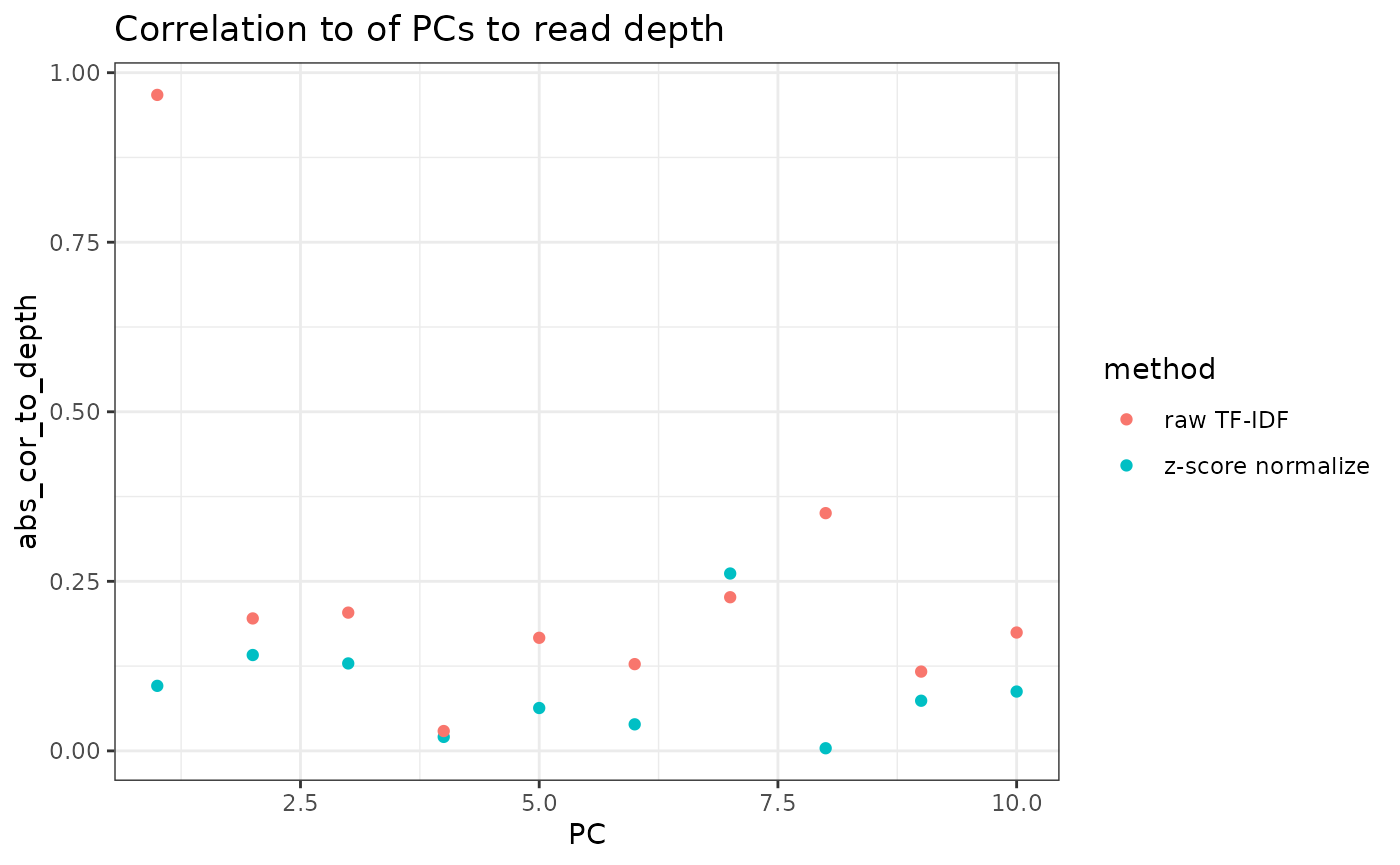 Correlation to of PCs to read depth
1.00
0.75
0.50
0.25
0.00
abs_cor_to_depth
2.5
5.0
7.5
10.0
PC
method
raw TF-IDF
z-score normalize